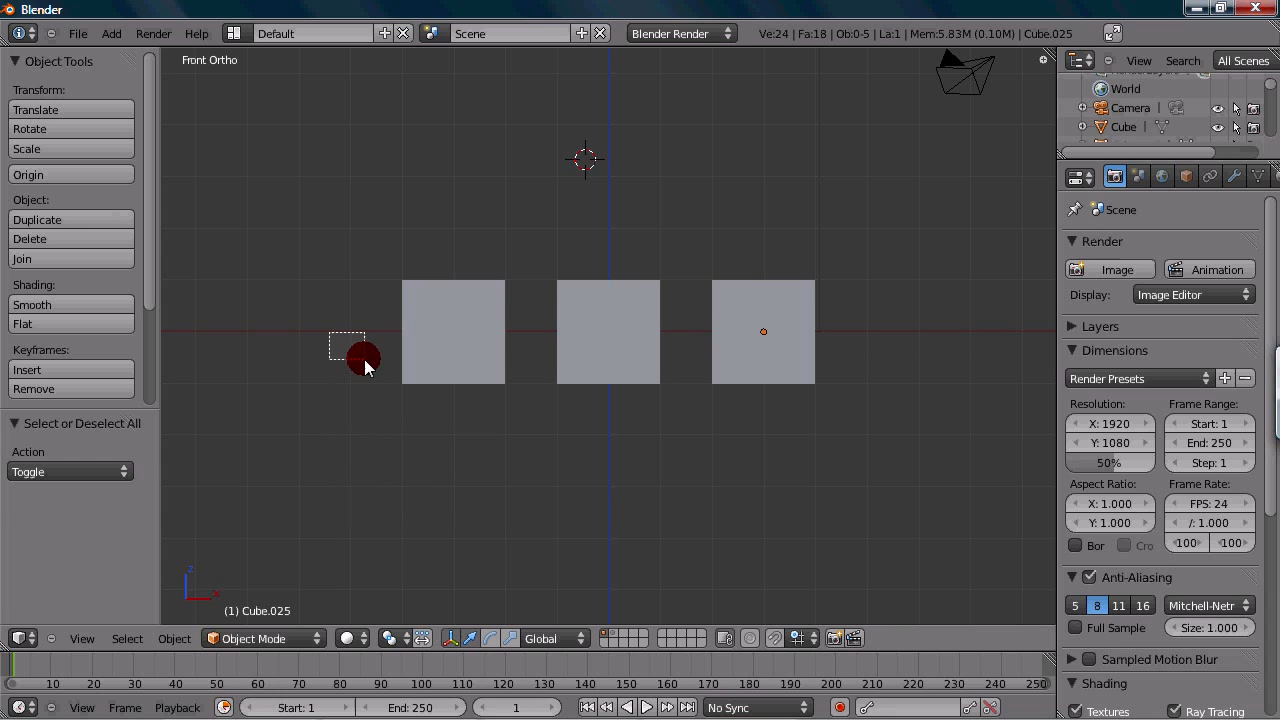 Blender
File Add Render Help Default Scene Blender Render Ve:24 | Fa:18 | Ob:0-5 | La:1 | Mem:5.83M (0.10M) | Cube.025
Object Tools
Transform:
Translate
Rotate
Scale
Origin
Object:
Duplicate
Delete
Join
Shading:
Smooth
Flat
Keyframes:
Insert
Remove
Select or Deselect All
Action
Toggle
Front Ortho
z
x
(1) Cube.025
View Select Object Object Mode Global
View Search All Scenes
World
Camera
Cube
Scene
Render
Image Animation
Display: Image Editor
Layers
Dimensions
Render Presets
Resolution: Frame Range:
X: 1920 Start: 1
Y: 1080 End: 250
50% Step: 1
Aspect Ratio: Frame Rate:
X: 1.000 FPS: 24
Y: 1.000 /: 1.000
Bor Cro 100 100
Anti-Aliasing
5 8 11 16 Mitchell-Netr
Full Sample Size: 1.000
Sampled Motion Blur
Shading
Textures Ray Tracing
10 20 30 40 50 60 70 80 90 100 110 120 130 140 150 160 170 180 190 200 210 220 230 240 250
View Frame Playback Start: 1 End: 250 1 No Sync